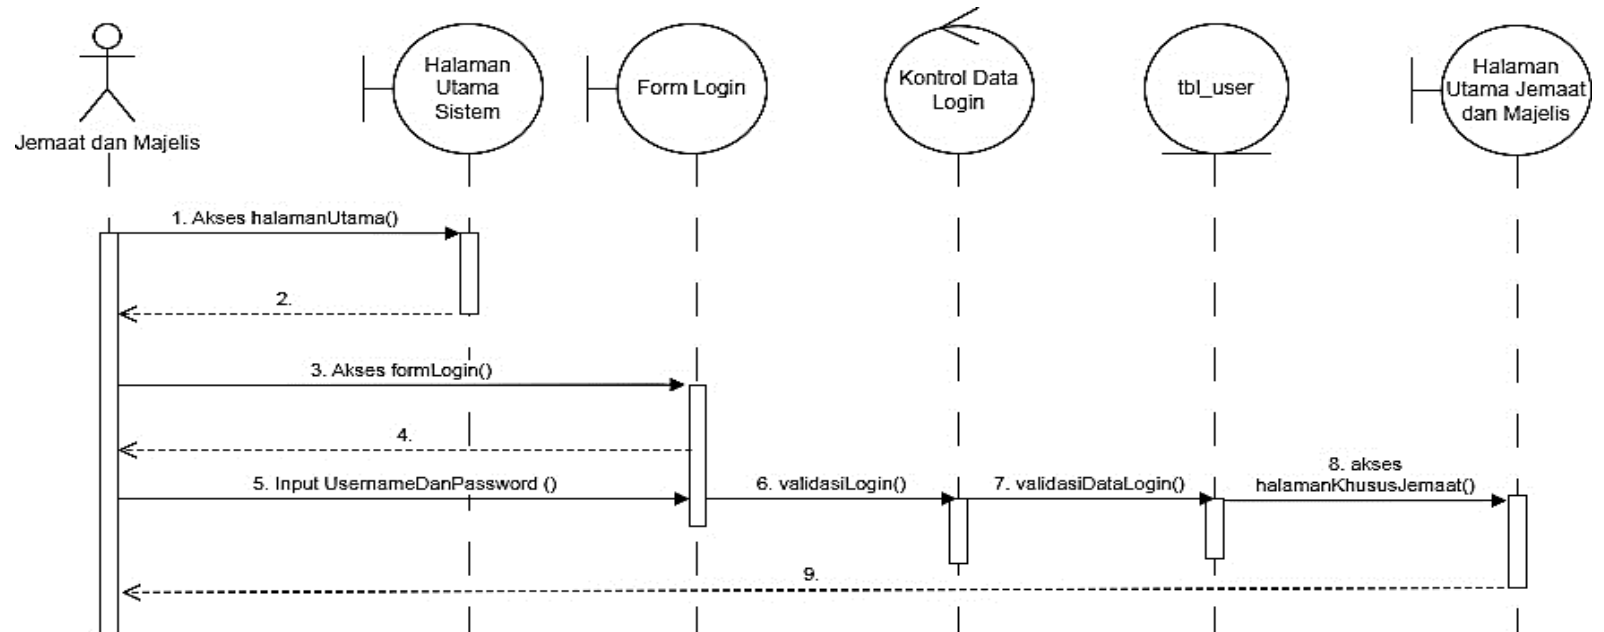 Jemaat dan Majelis
Halaman
Utama
Sistem
Form Login
Kontrol Data
Login
tbl_user
Halaman
Utama Jemaat
dan Majelis
1. Akses halamanUtama()
2.
3. Akses formLogin()
4.
5. Input UsernameDanPassword ()
6. validasiLogin()
7. validasiDataLogin()
8. akses
halamanKhususJemaat()
9.